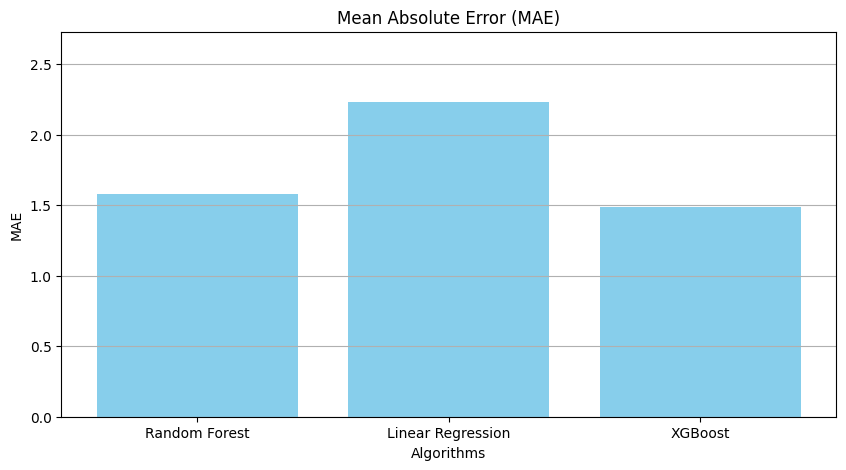 Mean Absolute Error (MAE)
2.5
2.0
1.5
1.0
0.5
0.0
MAE
Random Forest
Linear Regression
XGBoost
Algorithms